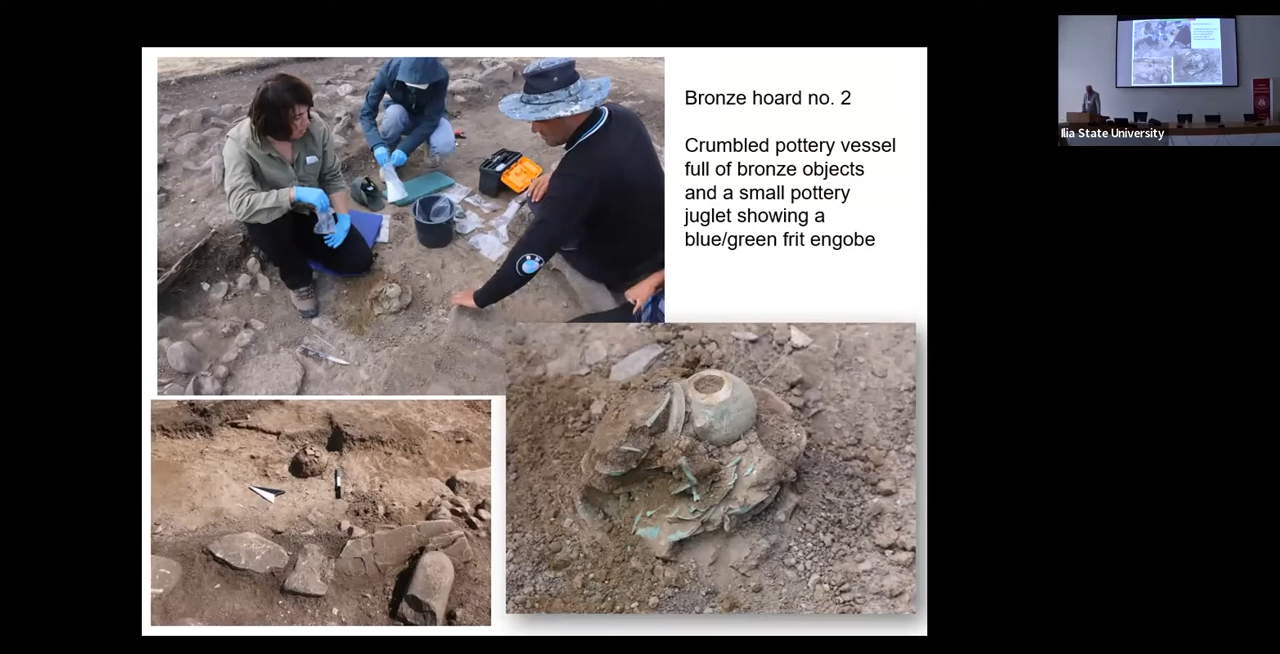 Bronze hoard no. 2
Crumbled pottery vessel
full of bronze objects
and a small pottery
juglet showing a
blue/green frit engobe
Ilia State University